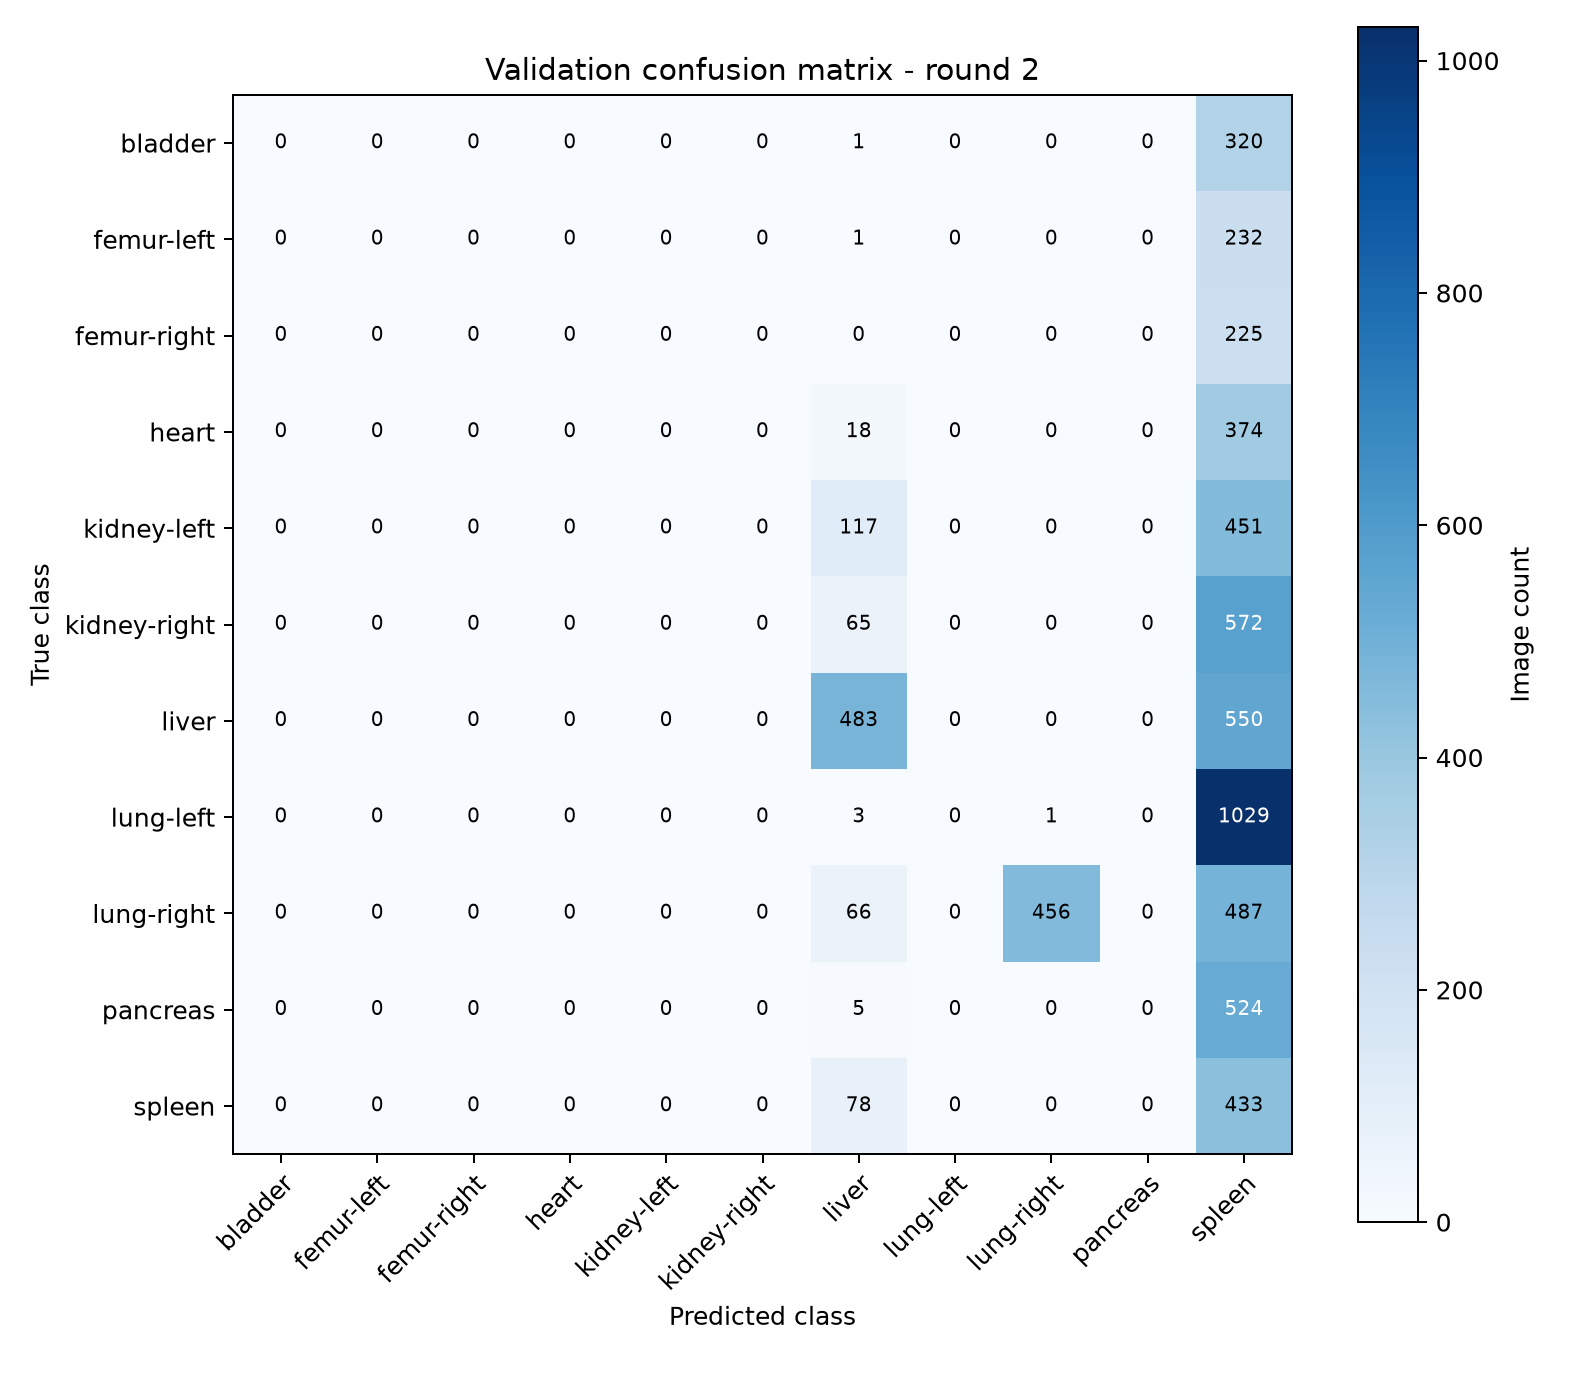 Validation confusion matrix - round 2
bladder 0 0 0 0 0 0 1 0 0 0 320
femur-left 0 0 0 0 0 0 1 0 0 0 232
femur-right 0 0 0 0 0 0 0 0 0 0 225
heart 0 0 0 0 0 0 18 0 0 0 374
kidney-left 0 0 0 0 0 0 117 0 0 0 451
kidney-right 0 0 0 0 0 0 65 0 0 0 572
liver 0 0 0 0 0 0 483 0 0 0 550
lung-left 0 0 0 0 0 0 3 0 1 0 1029
lung-right 0 0 0 0 0 0 66 0 456 0 487
pancreas 0 0 0 0 0 0 5 0 0 0 524
spleen 0 0 0 0 0 0 78 0 0 0 433
True class
bladder femur-left femur-right heart kidney-left kidney-right liver lung-left lung-right pancreas spleen
Predicted class
1000
800
600
400
200
0
Image count